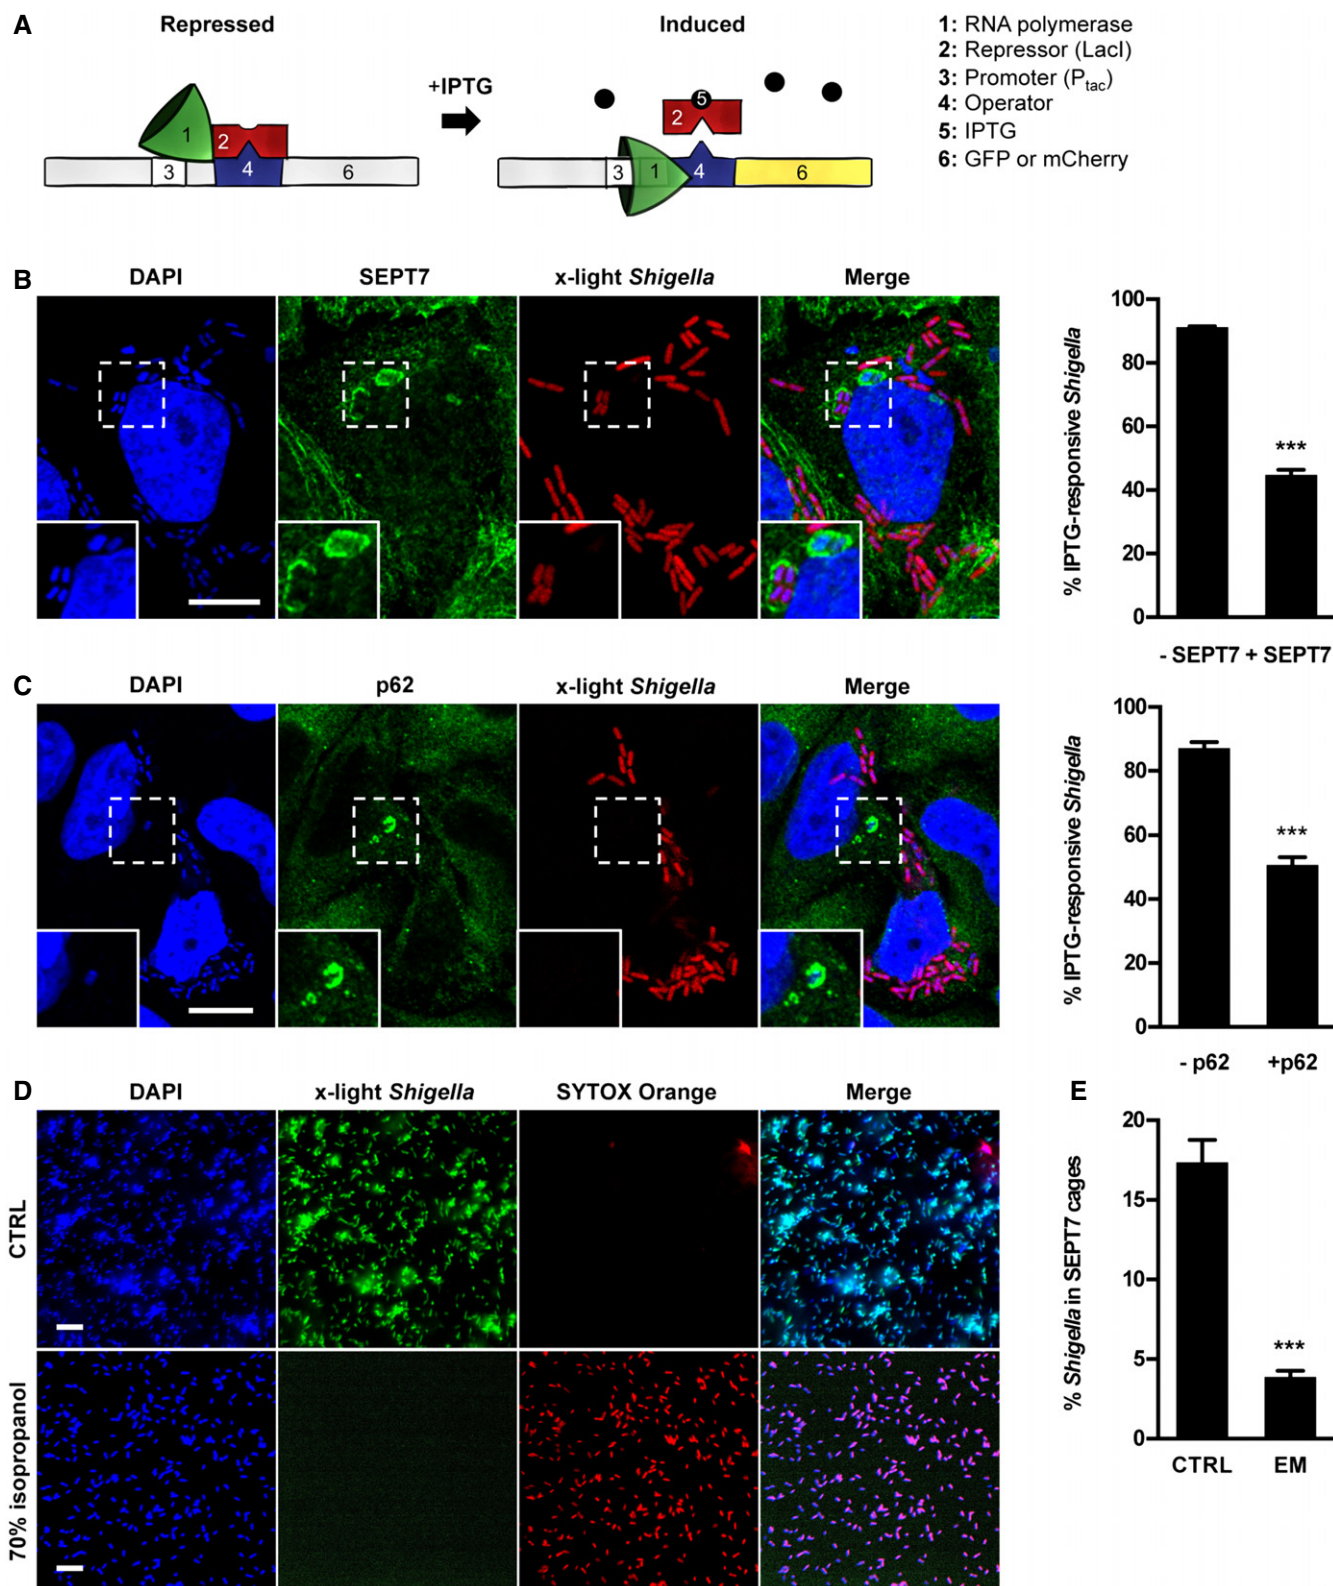 A
Repressed
Induced
1: RNA polymerase
2: Repressor (LacI)
3: Promoter (Ptac)
4: Operator
5: IPTG
6: GFP or mCherry
+IPTG
1
2
3
4
6
5
2
3
1
4
6
B
DAPI
SEPT7
x-light Shigella
Merge
% IPTG-responsive Shigella
100
80
60
40
20
0
***
- SEPT7
+ SEPT7
C
DAPI
p62
x-light Shigella
Merge
% IPTG-responsive Shigella
100
80
60
40
20
0
***
- p62
+p62
D
DAPI
x-light Shigella
SYTOX Orange
Merge
CTRL
70% isopropanol
E
% Shigella in SEPT7 cages
20
15
10
5
0
***
CTRL
EM